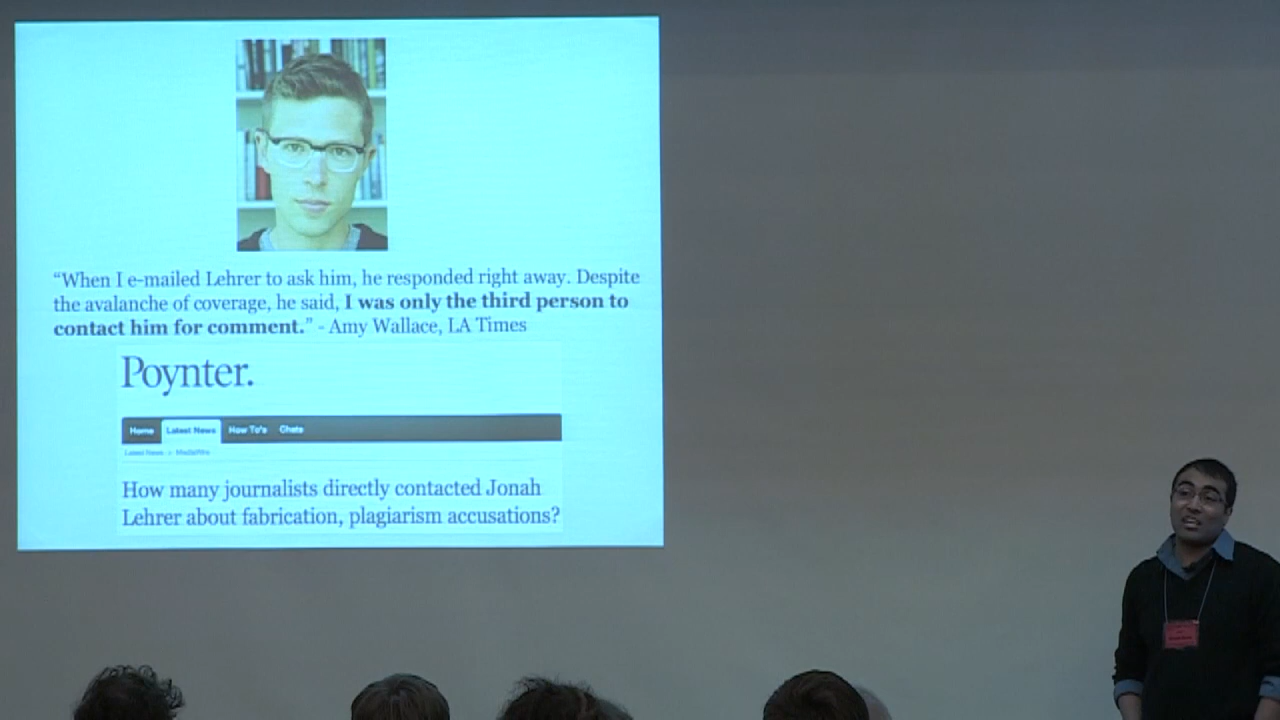 “When I e-mailed Lehrer to ask him, he responded right away. Despite
the avalanche of coverage, he said, I was only the third person to
contact him for comment.” - Amy Wallace, LA Times
Poynter.
Home Latest News How To's Chats
Latest News > MediaWire
How many journalists directly contacted Jonah
Lehrer about fabrication, plagiarism accusations?